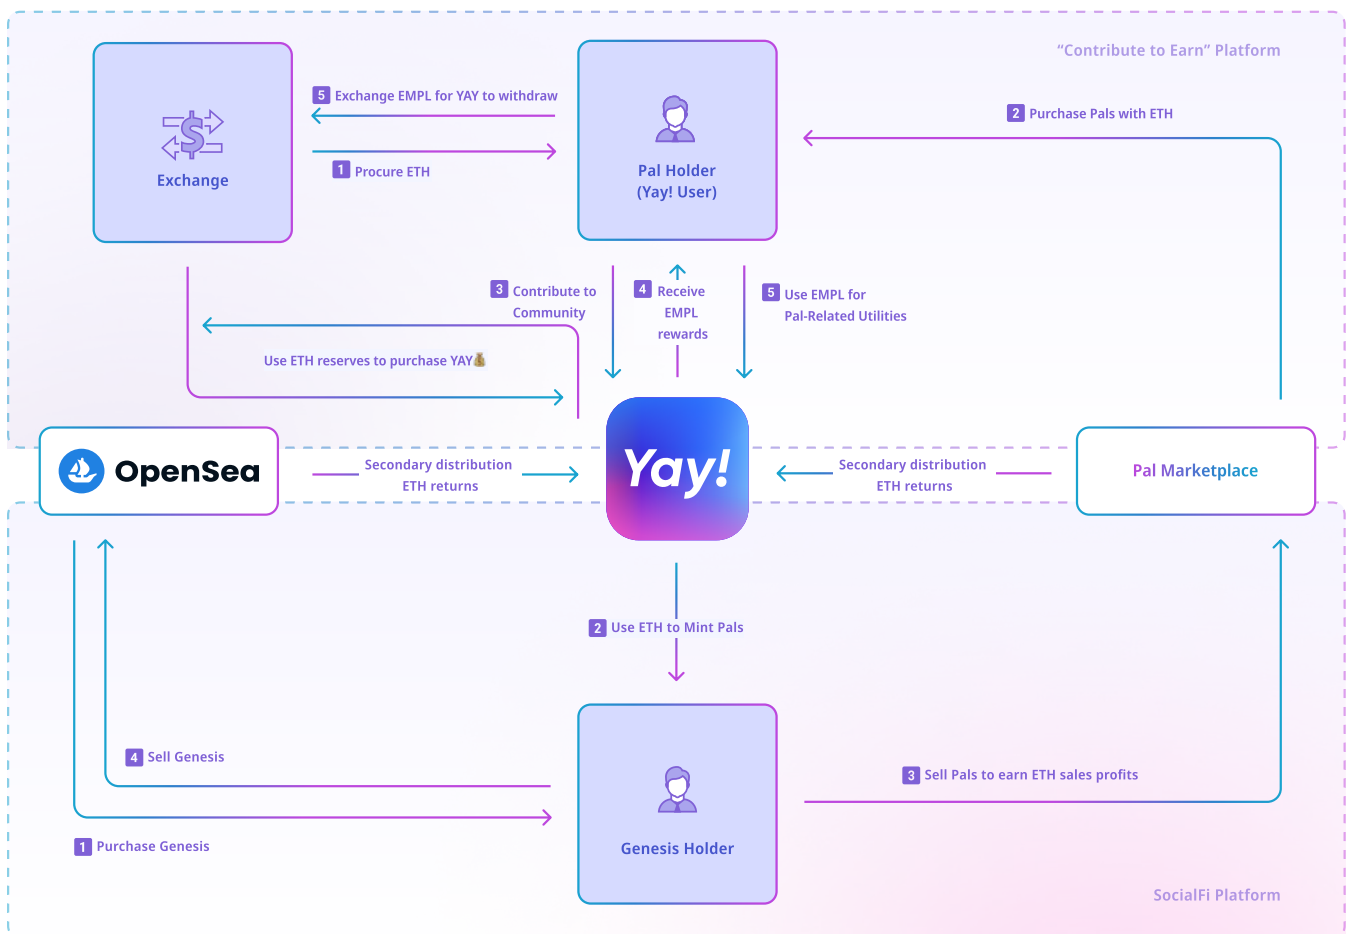 “Contribute to Earn” Platform
5 Exchange EMPL for YAY to withdraw
1 Procure ETH
Exchange
Pal Holder
(Yay! User)
2 Purchase Pals with ETH
3 Contribute to
Community
4 Receive
EMPL
rewards
5 Use EMPL for
Pal-Related Utilities
Use ETH reserves to purchase YAY💰
OpenSea
Secondary distribution
ETH returns
Yay!
Secondary distribution
ETH returns
Pal Marketplace
2 Use ETH to Mint Pals
4 Sell Genesis
1 Purchase Genesis
Genesis Holder
3 Sell Pals to earn ETH sales profits
SocialFi Platform